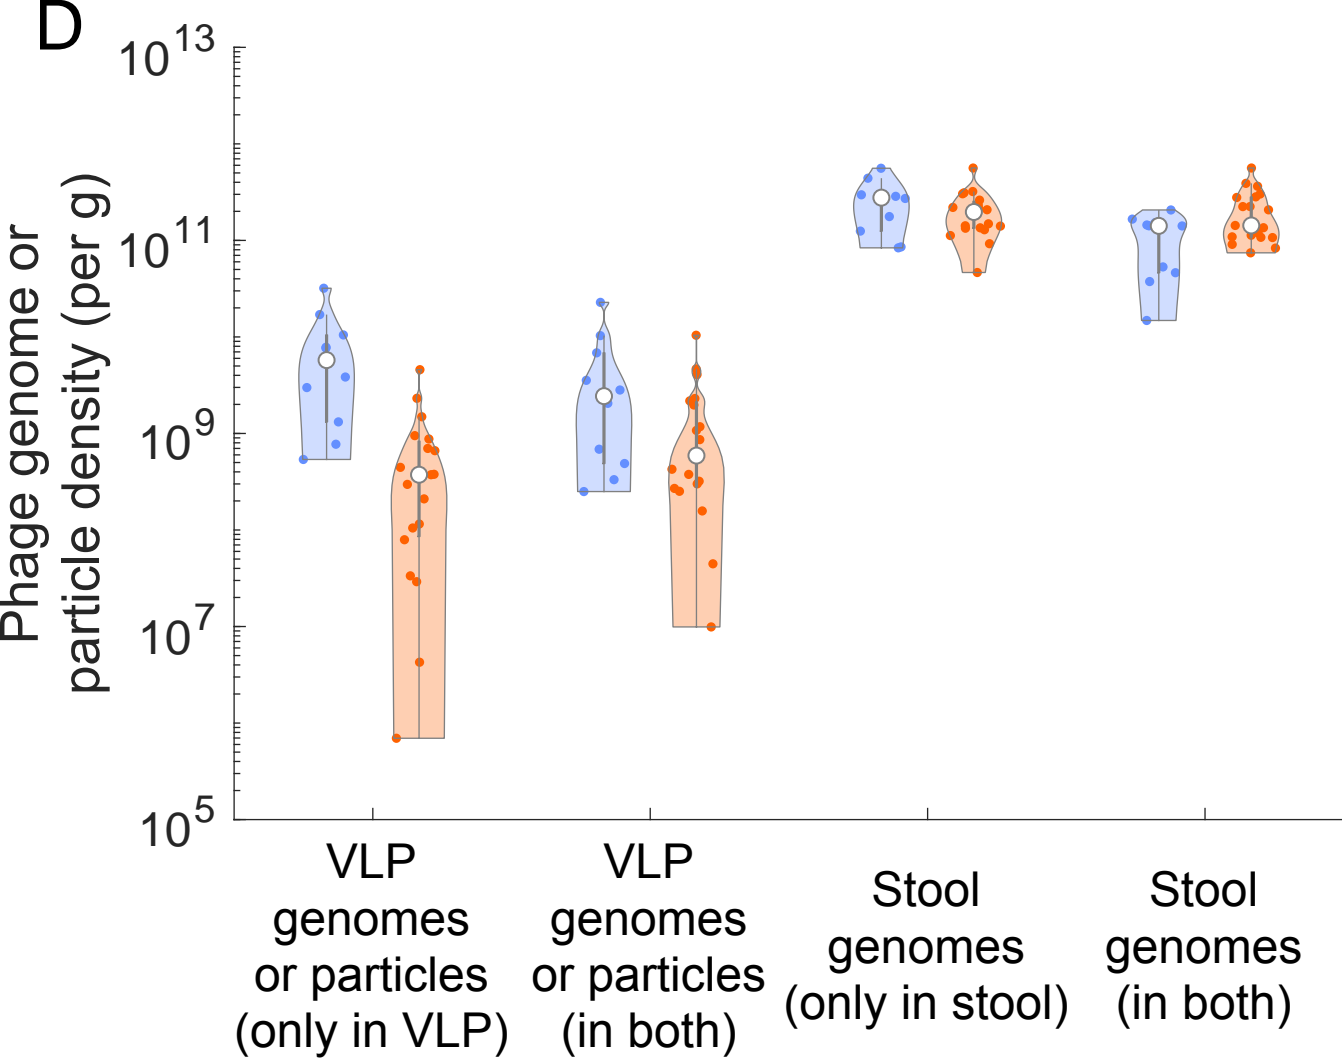 D
10^13
10^11
10^9
10^7
10^5
Phage genome or
particle density (per g)
VLP
genomes
or particles
(only in VLP)
VLP
genomes
or particles
(in both)
Stool
genomes
(only in stool)
Stool
genomes
(in both)